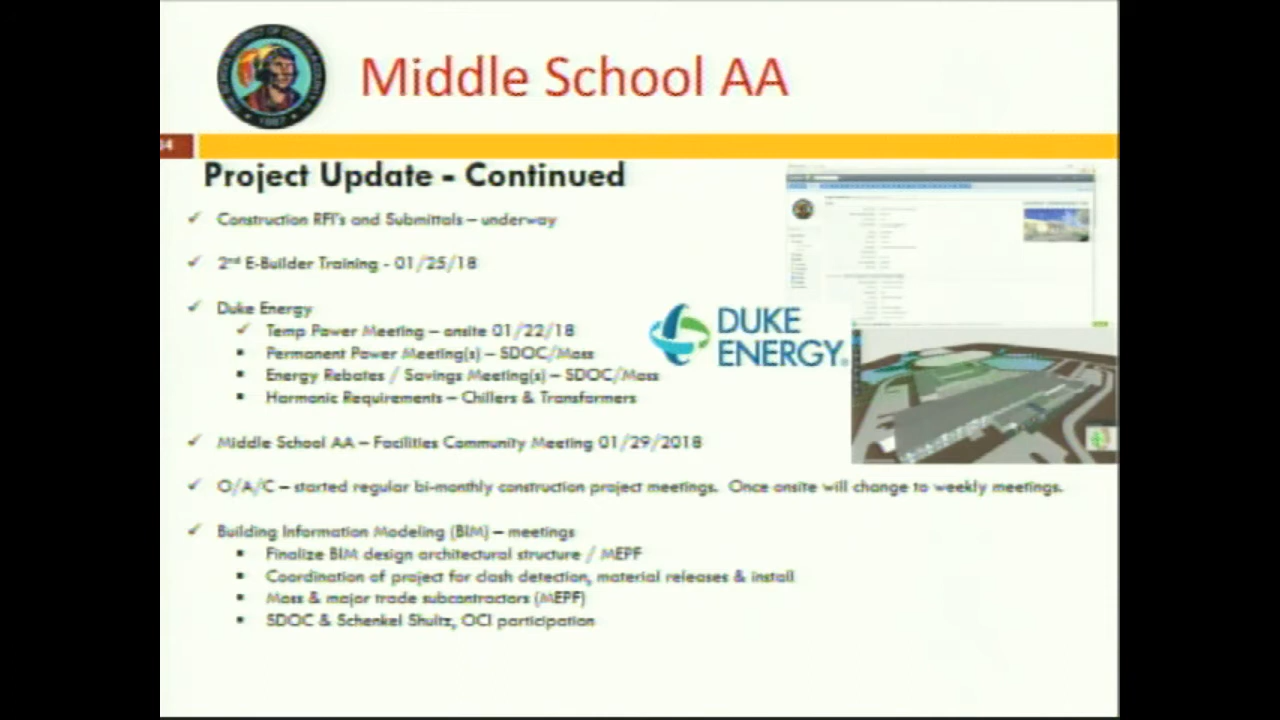 Middle School AA
34
Project Update - Continued
Construction RFI's and Submittals – underway
2nd E-Builder Training - 01/25/18
Duke Energy
Temp Power Meeting – onsite 01/22/18
Permanent Power Meeting(s) – SDOC/Mass
Energy Rebates / Savings Meeting(s) – SDOC/Mass
Harmonic Requirements – Chillers & Transformers
DUKE
ENERGY.
Middle School AA – Facilities Community Meeting 01/29/2018
O/A/C – started regular bi-monthly construction project meetings. Once onsite will change to weekly meetings.
Building Information Modeling (BIM) – meetings
Finalize BIM design architectural structure / MEPF
Coordination of project for clash detection, material releases & install
Mass & major trade subcontractors (MEPF)
SDOC & Schenkel Shultz, OCI participation